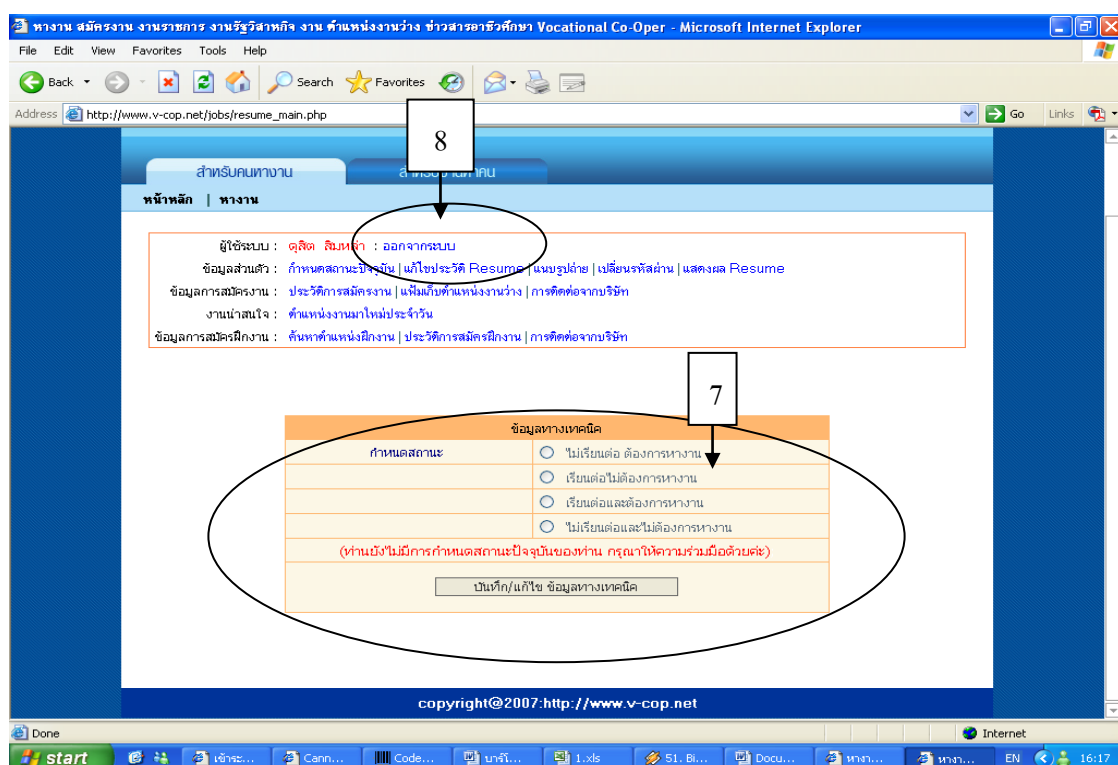 หางาน สมัครงาน งานราชการ งานรัฐวิสาหกิจ งาน ตำแหน่งงานว่าง ข่าวสารอาชีวศึกษา Vocational Co-Oper - Microsoft Internet Explorer
File Edit View Favorites Tools Help
Back Search Favorites
Address http://www.v-cop.net/jobs/resume_main.php Go Links
8
สำหรับคนหางาน
หน้าหลัก | หางาน
ผู้ใช้ระบบ : ดุสิต : ออกจากระบบ
ข้อมูลส่วนตัว : กำหนดสถานะปัจจุบัน | แก้ไขประวัติ Resume | แนบรูปถ่าย | เปลี่ยนรหัสผ่าน | แสดงผล Resume
ข้อมูลการสมัครงาน : ประวัติการสมัครงาน | แฟ้มเก็บตำแหน่งงานว่าง | การติดต่อจากบริษัท
งานน่าสนใจ : ตำแหน่งงานมาใหม่ประจำวัน
ข้อมูลการสมัครฝึกงาน : ค้นหาตำแหน่งฝึกงาน | ประวัติการสมัครฝึกงาน | การติดต่อจากบริษัท
7
ข้อมูลทางเทคนิค
กำหนดสถานะ ไม่เรียนต่อ ต้องการหางาน
เรียนต่อไม่ต้องการหางาน
เรียนต่อและต้องการหางาน
ไม่เรียนต่อและไม่ต้องการหางาน
(ท่านยังไม่มีการกำหนดสถานะปัจจุบันของท่าน กรุณาให้ความร่วมมือด้วยค่ะ)
บันทึก/แก้ไข ข้อมูลทางเทคนิค
copyright@2007:http://www.v-cop.net
Done Internet
start เข้าระ... Cann... Code... บาร์โ... 1.xls 51. Bi... Docu... หางา... หางา... EN 16:17